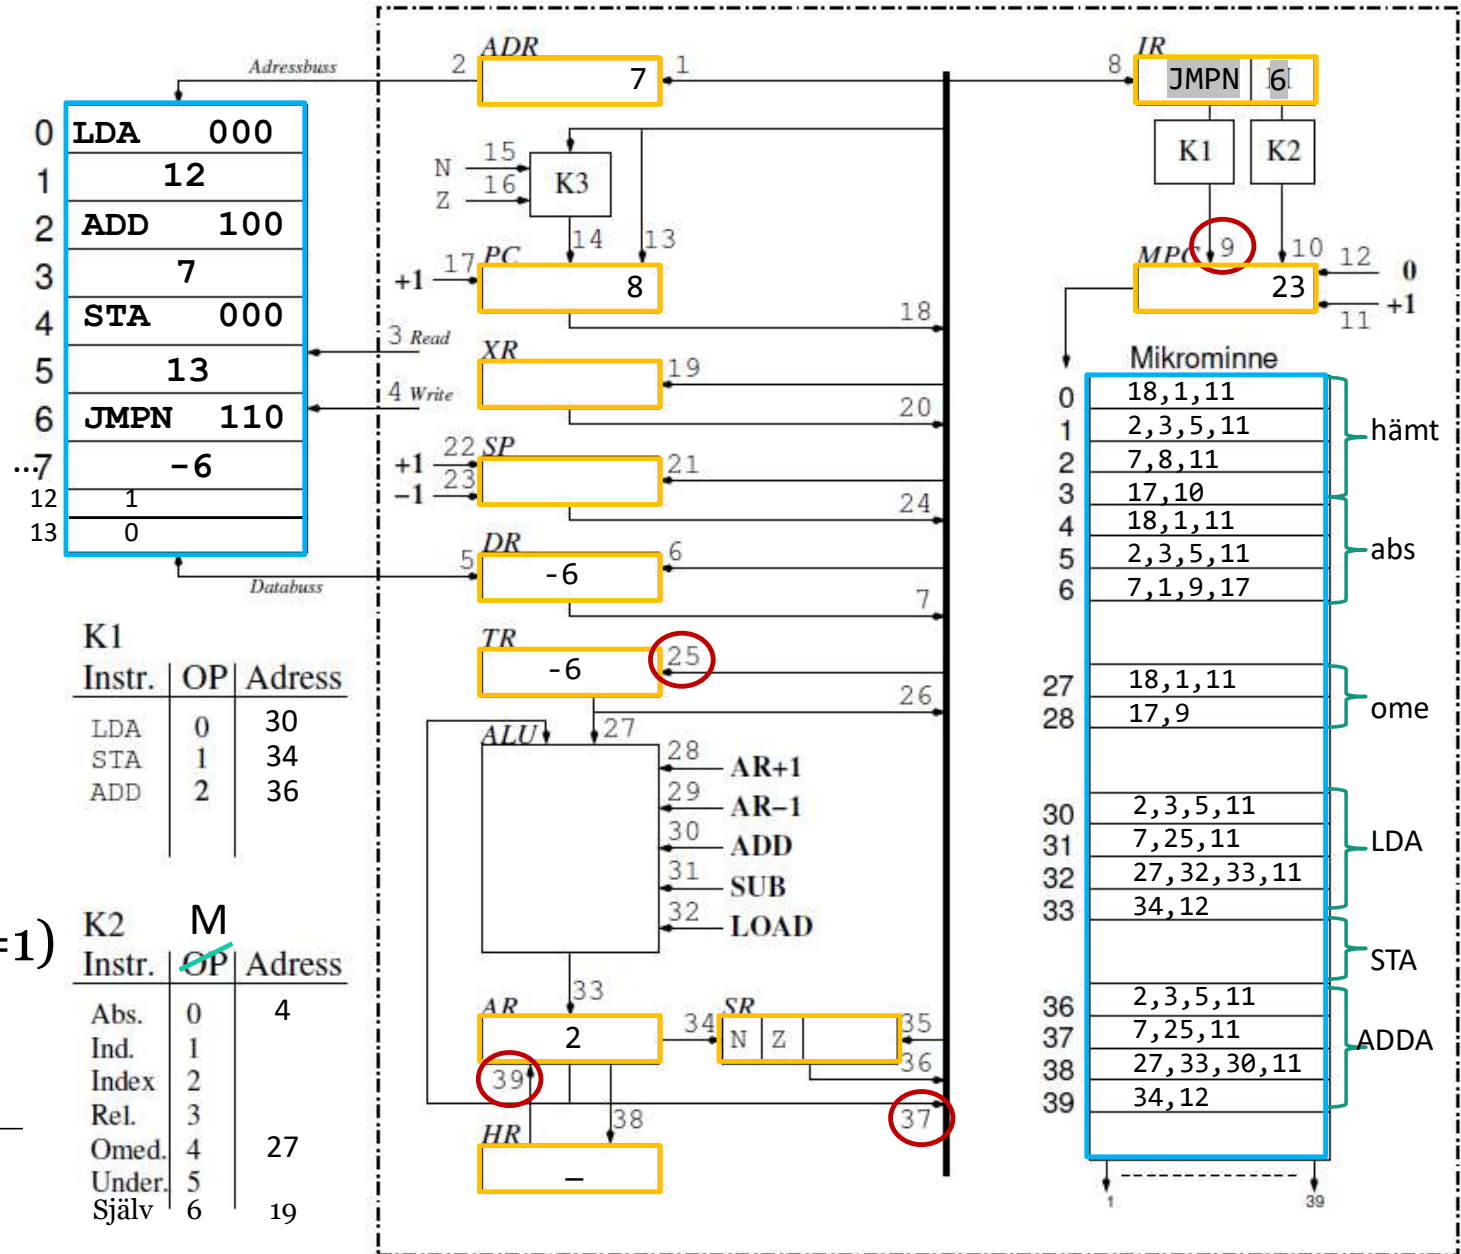 ADR
IR
Adressbuss 2
7
1
8
JMPN 6
0 LDA 000
1 12
2 ADD 100
3 7
4 STA 000
5 13
6 JMPN 110
...7 -6
12 1
13 0
Databuss
N 15
Z 16
K3
14
13
K1
K2
9
10
12 0
11 +1
MPC
23
+1 17 PC
8
18
3 Read
4 Write
XR
19
20
+1 22 SP
-1 23
21
24
5 DR
-6
6
7
TR
-6
25
26
27
ALU
28 AR+1
29 AR–1
30 ADD
31 SUB
32 LOAD
33
AR
2
34 SR
N Z
35
36
37
39
38
HR
–
Mikrominne
0 18,1,11
1 2,3,5,11
2 7,8,11
3 17,10
hämt
4 18,1,11
5 2,3,5,11
6 7,1,9,17
abs
27 18,1,11
28 17,9
ome
30 2,3,5,11
31 7,25,11
32 27,32,33,11
33 34,12
LDA
STA
36 2,3,5,11
37 7,25,11
38 27,33,30,11
39 34,12
ADDA
1
39
K1
Instr. OP Adress
LDA 0 30
STA 1 34
ADD 2 36
=1)
K2 M
Instr. OP Adress
Abs. 0 4
Ind. 1
Index 2
Rel. 3
Omed. 4 27
Under. 5
Själv 6 19